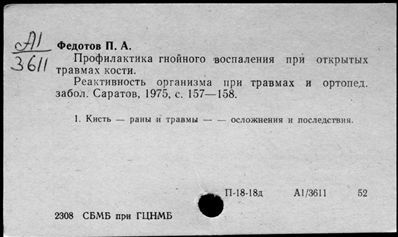 А1
3611
Федотов П. А.
Профилактика гнойного воспаления при открытых
травмах кости.
Реактивность организма при травмах и ортопед.
забол. Саратов, 1975, с. 157—158.
1. Кисть — раны и травмы — — осложнения и последствия.
П-18-18д А1/3611 52
2308 СБМБ при ГЦНМБ